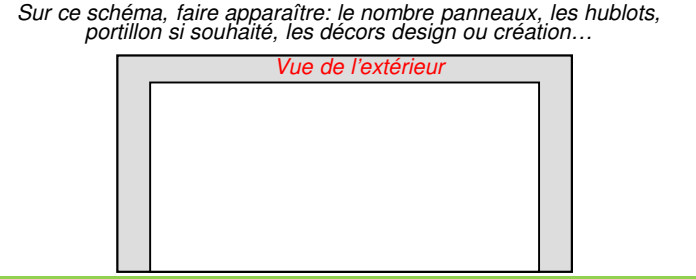 Sur ce schéma, faire apparaître: le nombre panneaux, les hublots,
portillon si souhaité, les décors design ou création…
Vue de l'extérieur